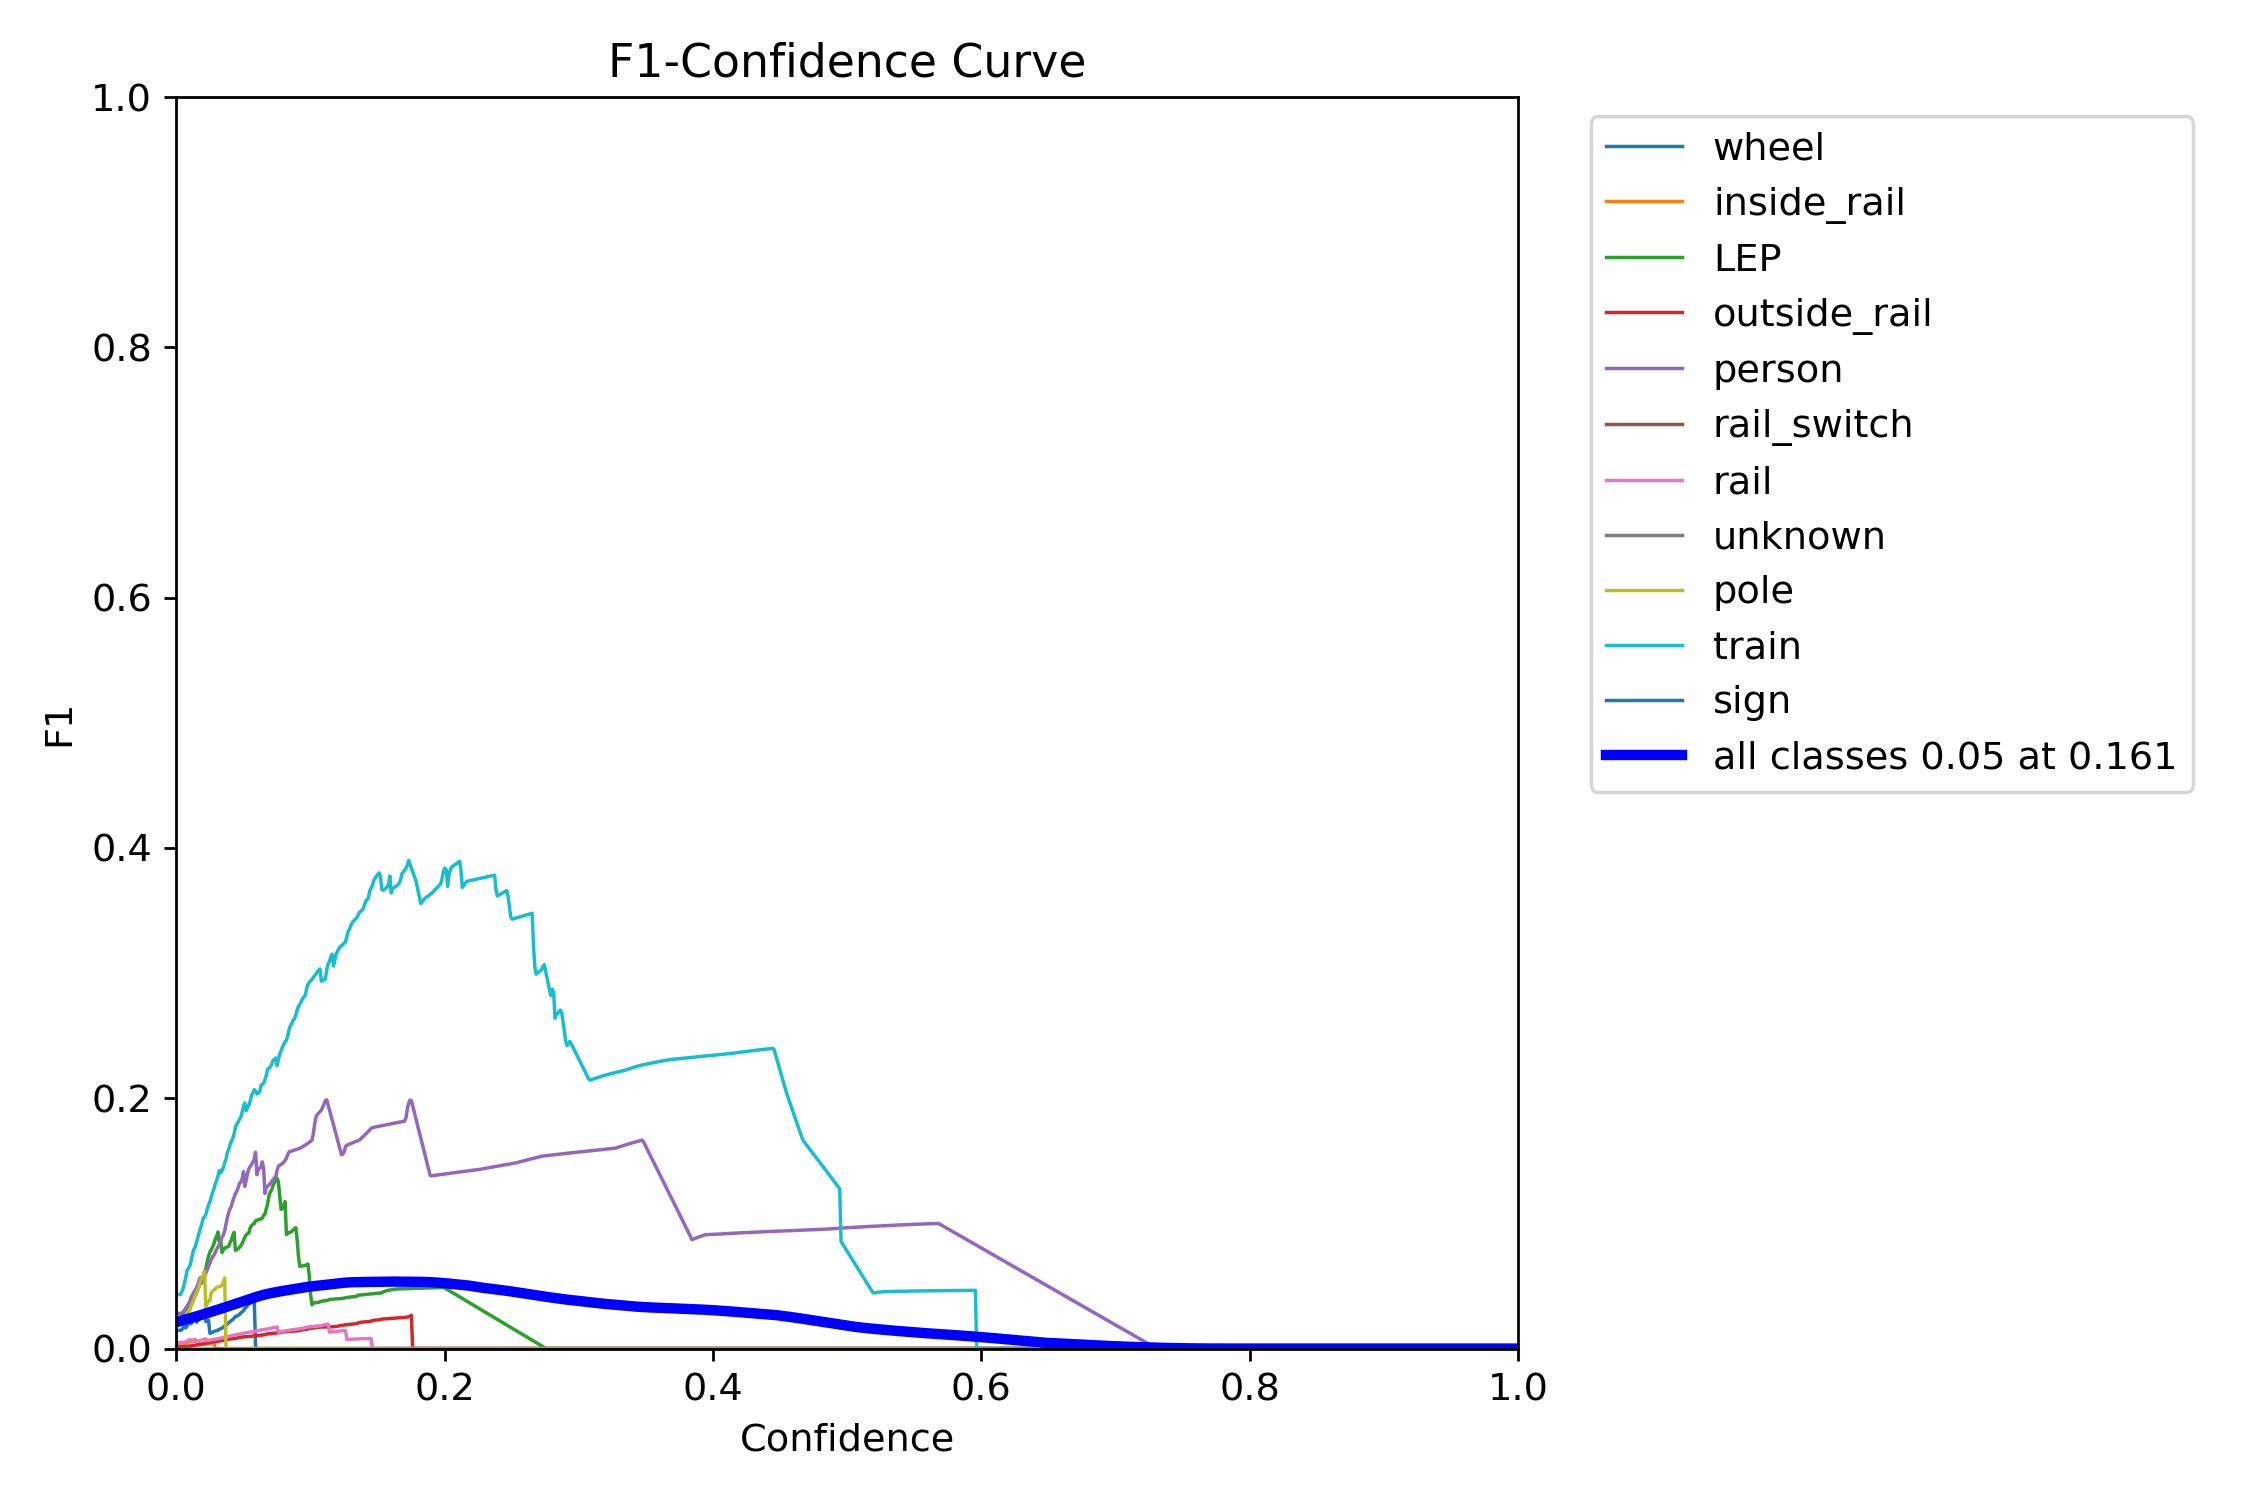 F1-Confidence Curve
1.0
0.8
0.6
0.4
0.2
0.0
F1
0.0 0.2 0.4 0.6 0.8 1.0
Confidence
wheel
inside_rail
LEP
outside_rail
person
rail_switch
rail
unknown
pole
train
sign
all classes 0.05 at 0.161